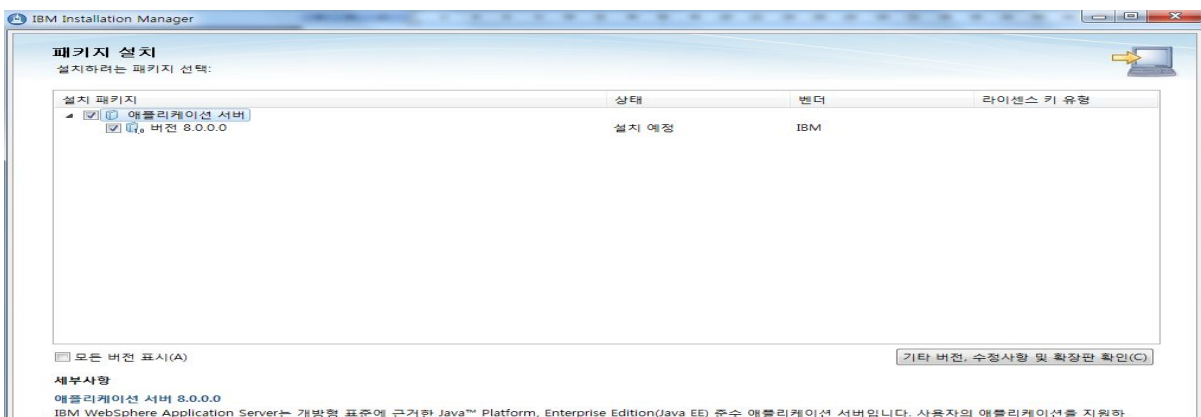 IBM Installation Manager
패키지 설치
설치하려는 패키지 선택:
설치 패키지 상태 벤더 라이센스 키 유형
애플리케이션 서버
버전 8.0.0.0 설치 예정 IBM
모든 버전 표시(A) 기타 버전, 수정사항 및 확장판 확인(C)
세부사항
애플리케이션 서버 8.0.0.0
IBM WebSphere Application Server는 개방형 표준에 근거한 Java™ Platform, Enterprise Edition(Java EE) 준수 애플리케이션 서버입니다. 사용자의 애플리케이션을 지원하